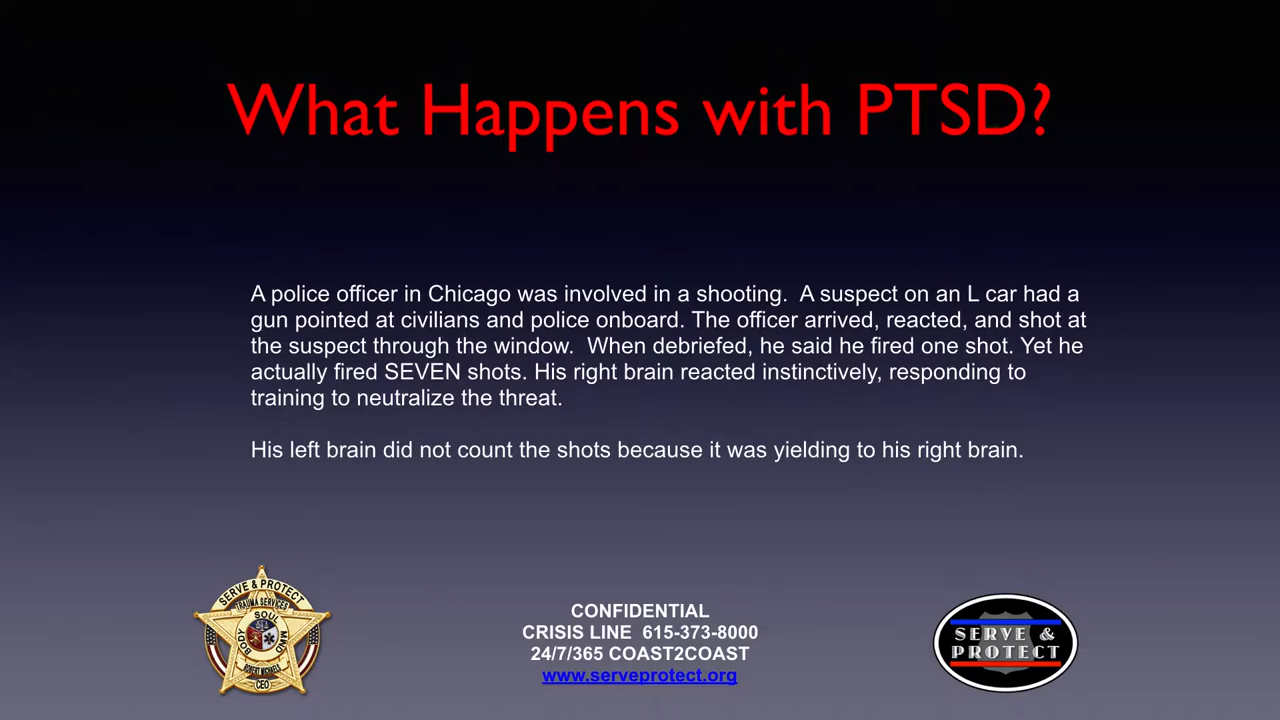 What Happens with PTSD?
A police officer in Chicago was involved in a shooting.  A suspect on an L car had a
gun pointed at civilians and police onboard. The officer arrived, reacted, and shot at
the suspect through the window.  When debriefed, he said he fired one shot. Yet he
actually fired SEVEN shots. His right brain reacted instinctively, responding to
training to neutralize the threat.
His left brain did not count the shots because it was yielding to his right brain.
SERVE & PROTECT
TRAUMA SERVICES
SOUL
BODY
MIND
ROBERT MICHAELS
CEO
CONFIDENTIAL
CRISIS LINE  615-373-8000
24/7/365 COAST2COAST
www.serveprotect.org
SERVE &
PROTECT